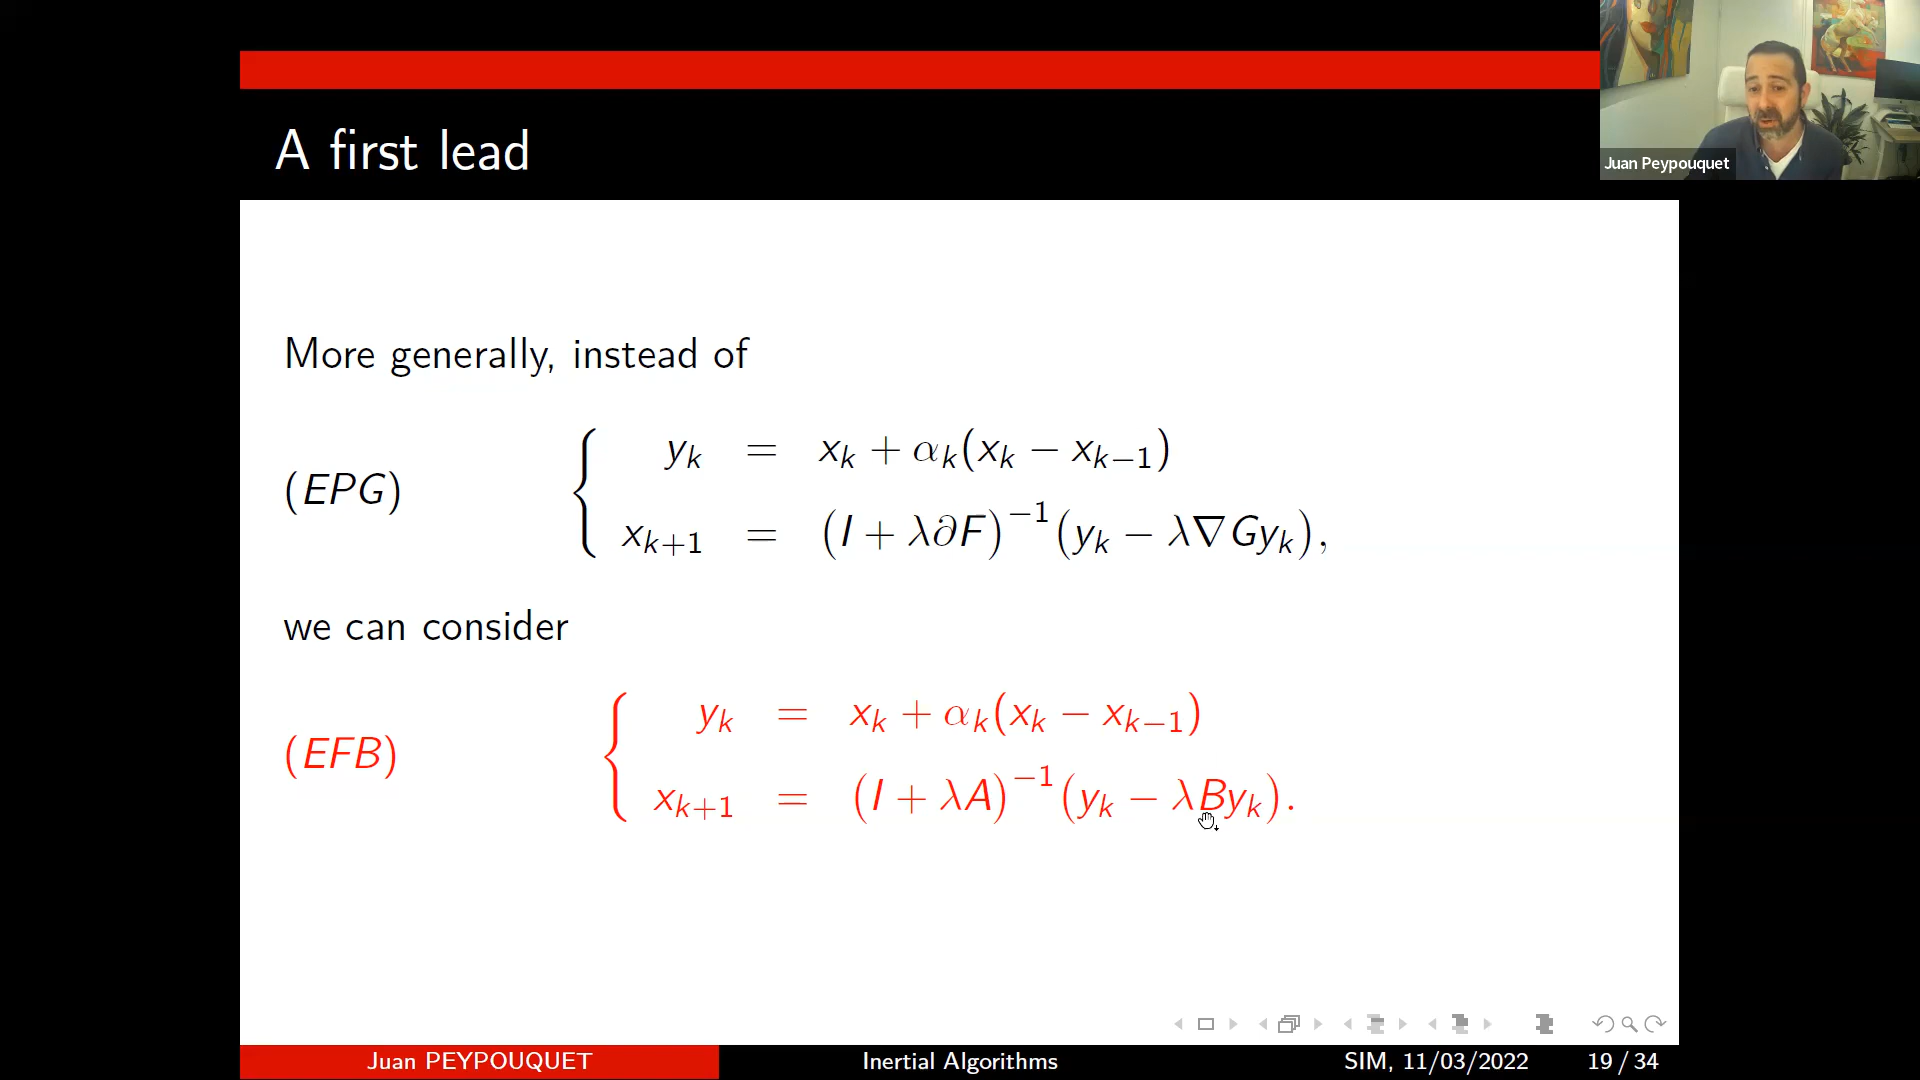 A first lead
Juan Peypouquet
More generally, instead of
(EPG) { y_k = x_k + α_k(x_k − x_{k−1})
x_{k+1} = (I + λ∂F)^{−1}(y_k − λ∇Gy_k),
we can consider
(EFB) { y_k = x_k + α_k(x_k − x_{k−1})
x_{k+1} = (I + λA)^{−1}(y_k − λBy_k).
Juan PEYPOUQUET Inertial Algorithms SIM, 11/03/2022 19 / 34